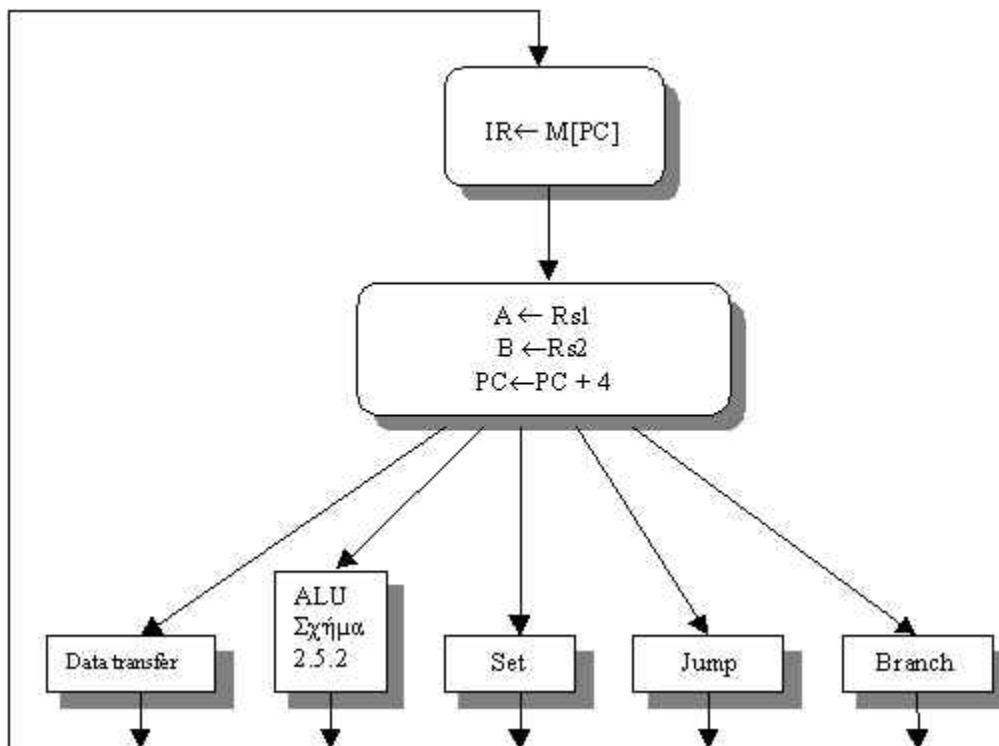 IR← M[PC]
A ← Rs1
B ←Rs2
PC←PC + 4
Data transfer
ALU
Σχήμα
2.5.2
Set
Jump
Branch